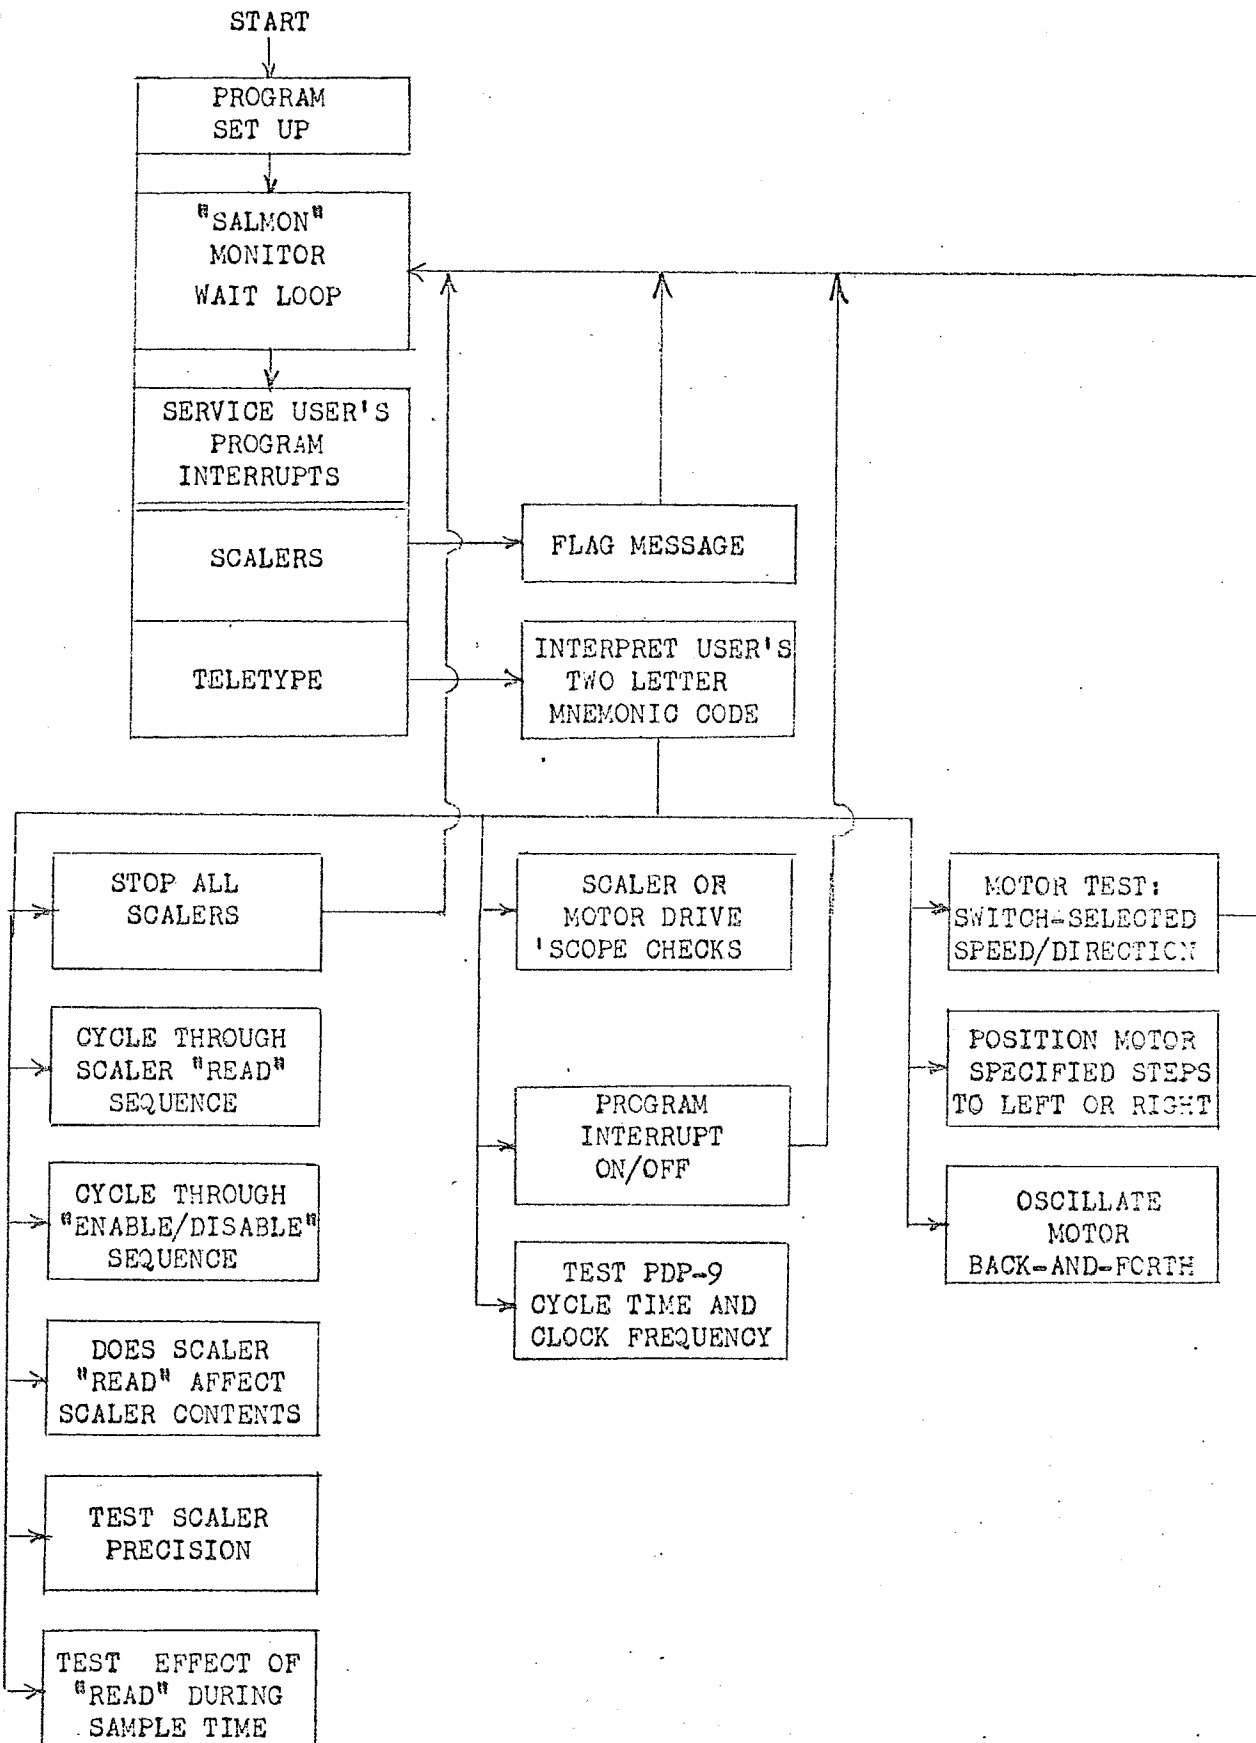 START
PROGRAM
SET UP
"SALMON"
MONITOR
WAIT LOOP
SERVICE USER'S
PROGRAM
INTERRUPTS
SCALERS
FLAG MESSAGE
TELETYPE
INTERPRET USER'S
TWO LETTER
MNEMONIC CODE
STOP ALL
SCALERS
CYCLE THROUGH
SCALER "READ"
SEQUENCE
CYCLE THROUGH
"ENABLE/DISABLE"
SEQUENCE
DOES SCALER
"READ" AFFECT
SCALER CONTENTS
TEST SCALER
PRECISION
TEST EFFECT OF
"READ" DURING
SAMPLE TIME
SCALER OR
MOTOR DRIVE
'SCOPE CHECKS
PROGRAM
INTERRUPT
ON/OFF
TEST PDP-9
CYCLE TIME AND
CLOCK FREQUENCY
MOTOR TEST:
SWITCH-SELECTED
SPEED/DIRECTION
POSITION MOTOR
SPECIFIED STEPS
TO LEFT OR RIGHT
OSCILLATE
MOTOR
BACK-AND-FORTH